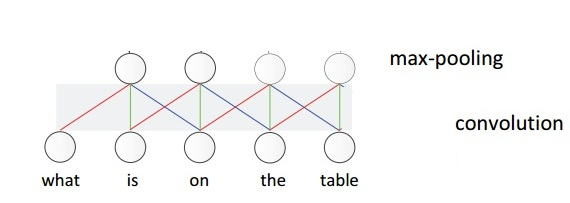 max-pooling
convolution
what is on the table